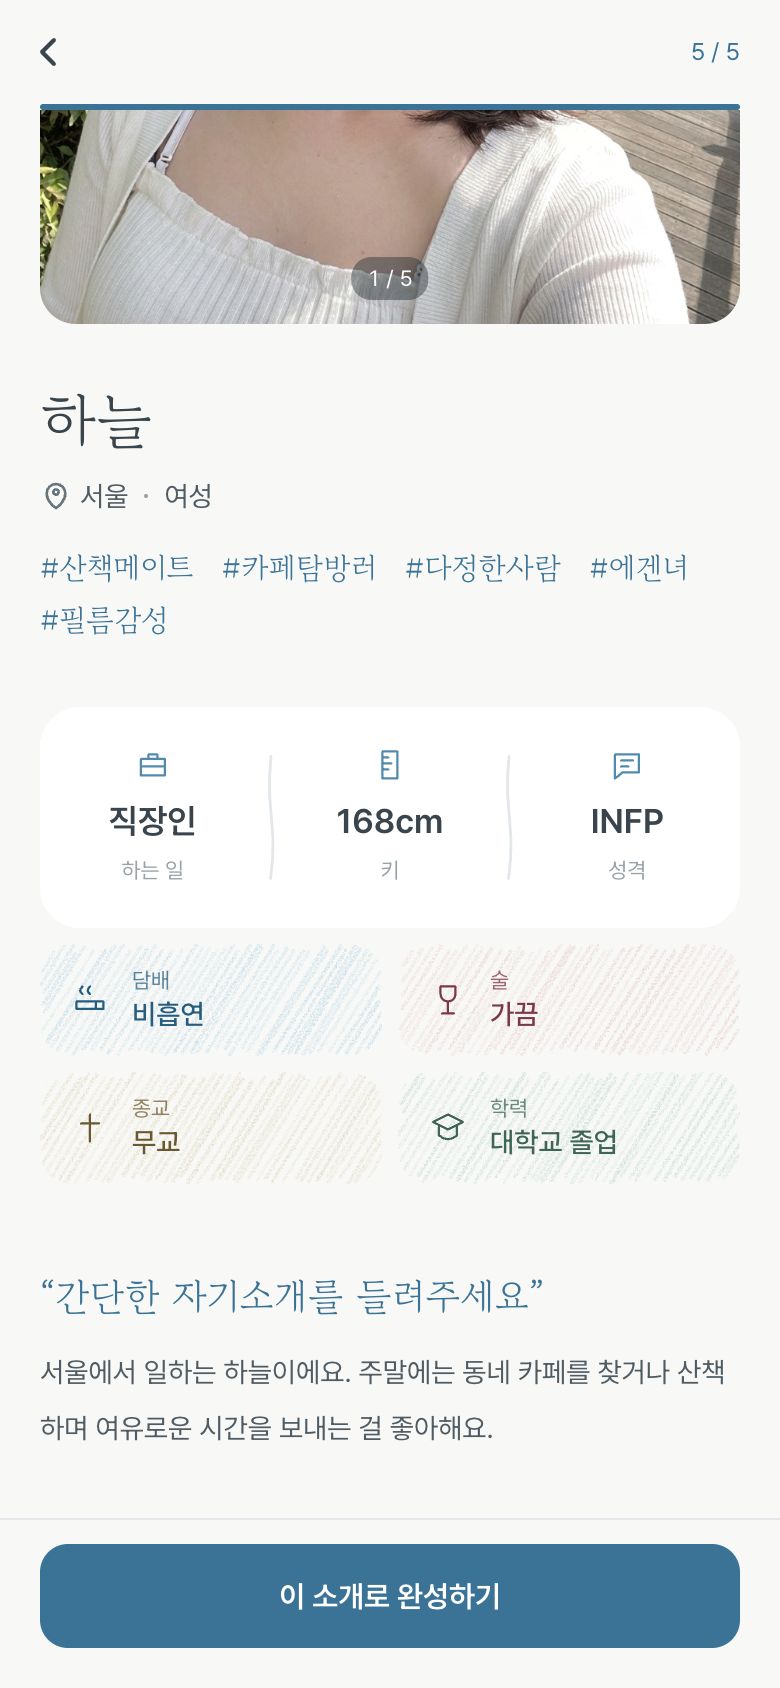 5 / 5
1 / 5
하늘
서울 · 여성
#산책메이트 #카페탐방러 #다정한사람 #에겐녀
#필름감성
직장인 168cm INFP
하는 일 키 성격
담배 술
비흡연 가끔
종교 학력
무교 대학교 졸업
“간단한 자기소개를 들려주세요”
서울에서 일하는 하늘이에요. 주말에는 동네 카페를 찾거나 산책
하며 여유로운 시간을 보내는 걸 좋아해요.
이 소개로 완성하기